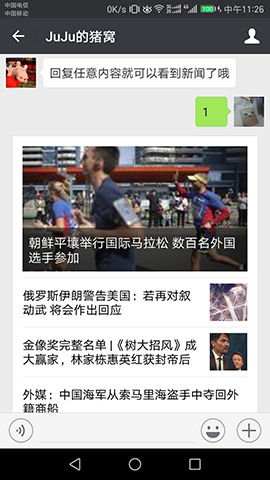 中国电信
中国移动
0K/s
100
中午11:26
JuJu的猪窝
回复任意内容就可以看到新闻了哦
1
朝鲜平壤举行国际马拉松 数百名外国
选手参加
俄罗斯伊朗警告美国：若再对叙
动武 将会作出回应
金像奖完整名单 |《树大招风》成
大赢家，林家栋惠英红获封帝后
外媒：中国海军从索马里海盗手中夺回外
籍商船